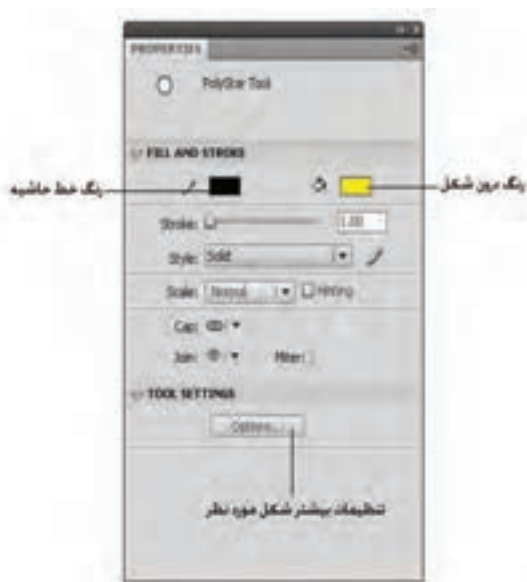 PROPERTIES
PolyStar Tool
FILL AND STROKE
رنگ خط حاشیه
رنگ درون شکل
Stroke: 1.00
Style: Solid
Scale: Normal Hinting
Cap:
Join: Miter:
TOOL SETTINGS
Options...
تنظیمات بیشتر شکل مورد نظر